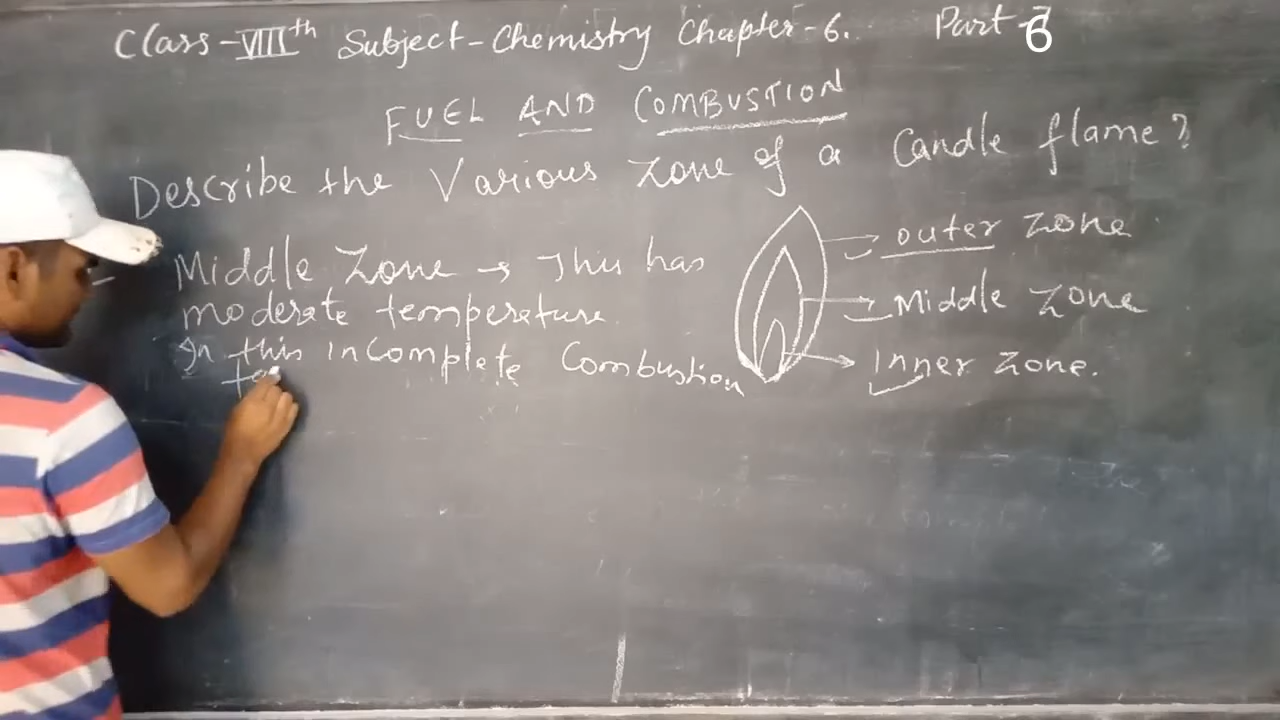 Class-VIIIth Subject-Chemistry Chapter-6. Part-6
FUEL AND COMBUSTION
Describe the Various Zone of a Candle flame?
Middle Zone → This has
moderate temperature.
In this incomplete Combustion
outer zone
Middle Zone
Inner zone.